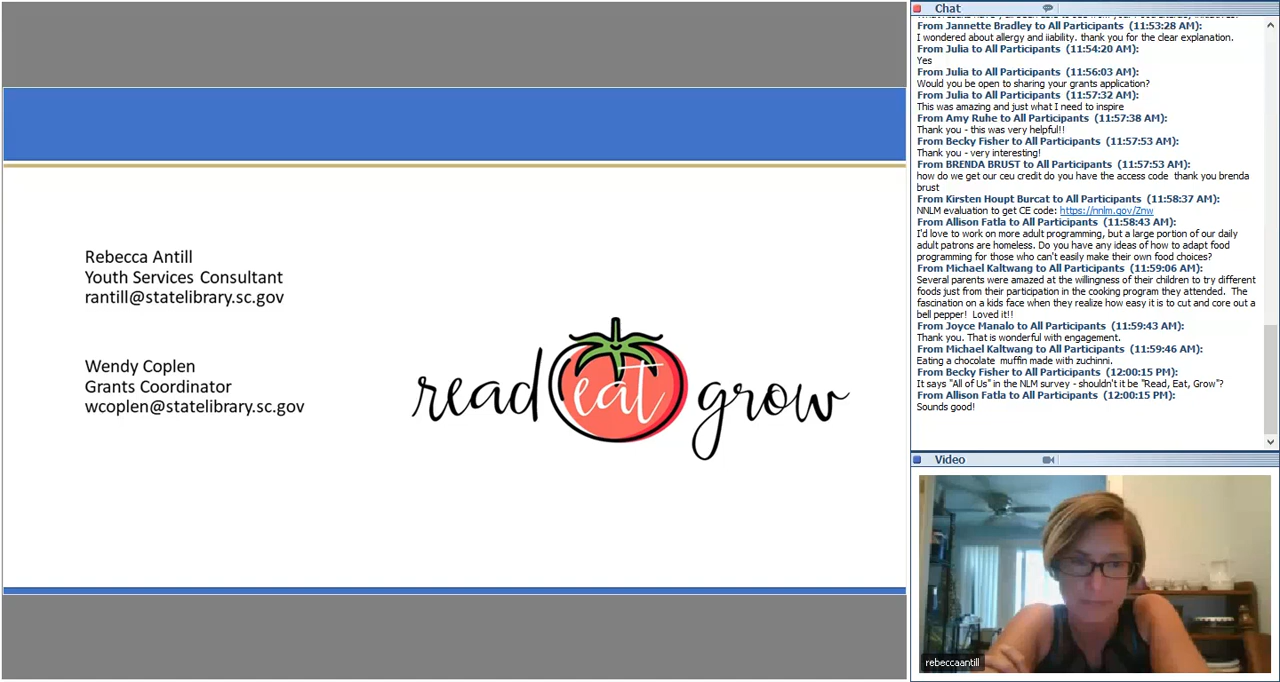 Rebecca Antill
Youth Services Consultant
rantill@statelibrary.sc.gov
Wendy Coplen
Grants Coordinator
wcoplen@statelibrary.sc.gov
read eat grow
Chat
From Jannette Bradley to All Participants (11:53:28 AM):
I wondered about allergy and iiability. thank you for the clear explanation.
From Julia to All Participants (11:54:20 AM):
Yes
From Julia to All Participants (11:56:03 AM):
Would you be open to sharing your grants application?
From Julia to All Participants (11:57:32 AM):
This was amazing and just what I need to inspire
From Amy Ruhe to All Participants (11:57:38 AM):
Thank you - this was very helpful!!
From Becky Fisher to All Participants (11:57:53 AM):
Thank you - very interesting!
From BRENDA BRUST to All Participants (11:57:53 AM):
how do we get our ceu credit do you have the access code thank you brenda
brust
From Kirsten Houpt Burcat to All Participants (11:58:37 AM):
NNLM evaluation to get CE code: https://nnlm.gov/Znw
From Allison Fatla to All Participants (11:58:43 AM):
I'd love to work on more adult programming, but a large portion of our daily
adult patrons are homeless. Do you have any ideas of how to adapt food
programming for those who can't easily make their own food choices?
From Michael Kaltwang to All Participants (11:59:06 AM):
Several parents were amazed at the willingness of their children to try different
foods just from their participation in the cooking program they attended. The
fascination on a kids face when they realize how easy it is to cut and core out a
bell pepper! Loved it!!
From Joyce Manalo to All Participants (11:59:43 AM):
Thank you. That is wonderful with engagement.
From Michael Kaltwang to All Participants (11:59:46 AM):
Eating a chocolate muffin made with zuchinni.
From Becky Fisher to All Participants (12:00:15 PM):
It says "All of Us" in the NLM survey - shouldn't it be "Read, Eat, Grow"?
From Allison Fatla to All Participants (12:00:15 PM):
Sounds good!
Video
rebeccaantill